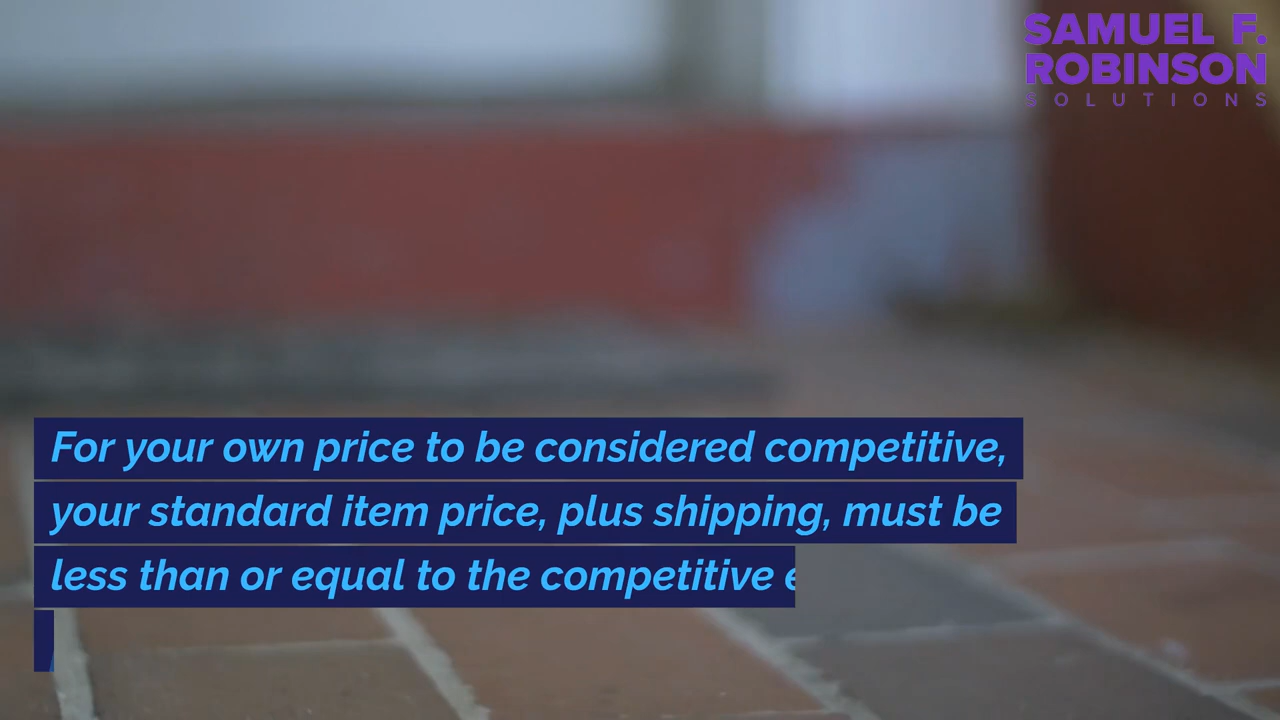 SAMUEL F.
ROBINSON
SOLUTIONS
For your own price to be considered competitive,
your standard item price, plus shipping, must be
less than or equal to the competitive